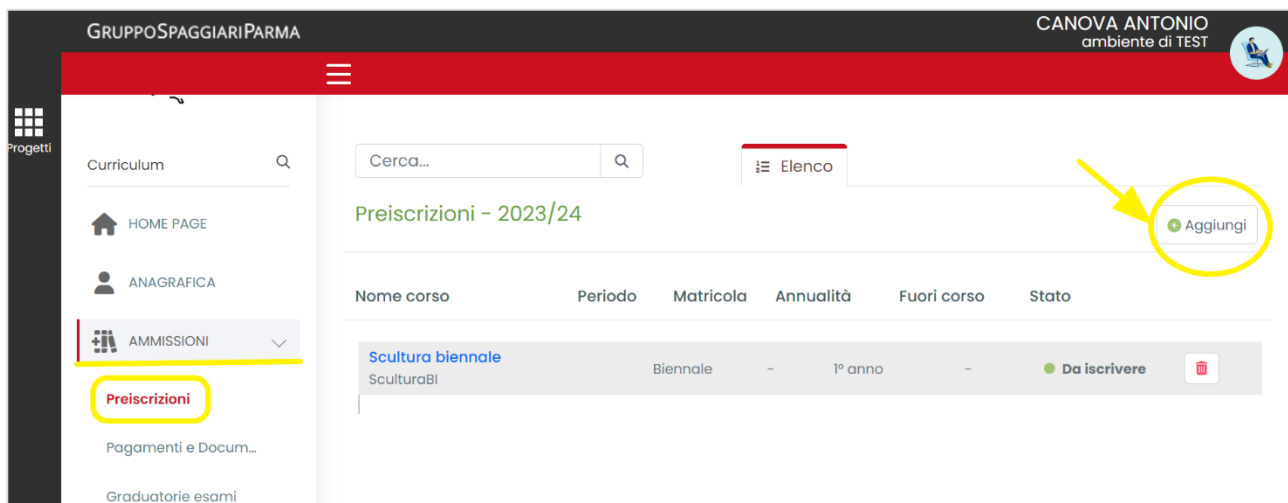 GRUPPOSPAGGIARIPARMA
CANOVA ANTONIO
ambiente di TEST
Progetti
Curriculum
HOME PAGE
ANAGRAFICA
AMMISSIONI
Preiscrizioni
Pagamenti e Docum...
Graduatorie esami
Cerca...
Elenco
Preiscrizioni - 2023/24
Aggiungi
Nome corso Periodo Matricola Annualità Fuori corso Stato
Scultura biennale
SculturaBI
Biennale - 1° anno - Da iscrivere